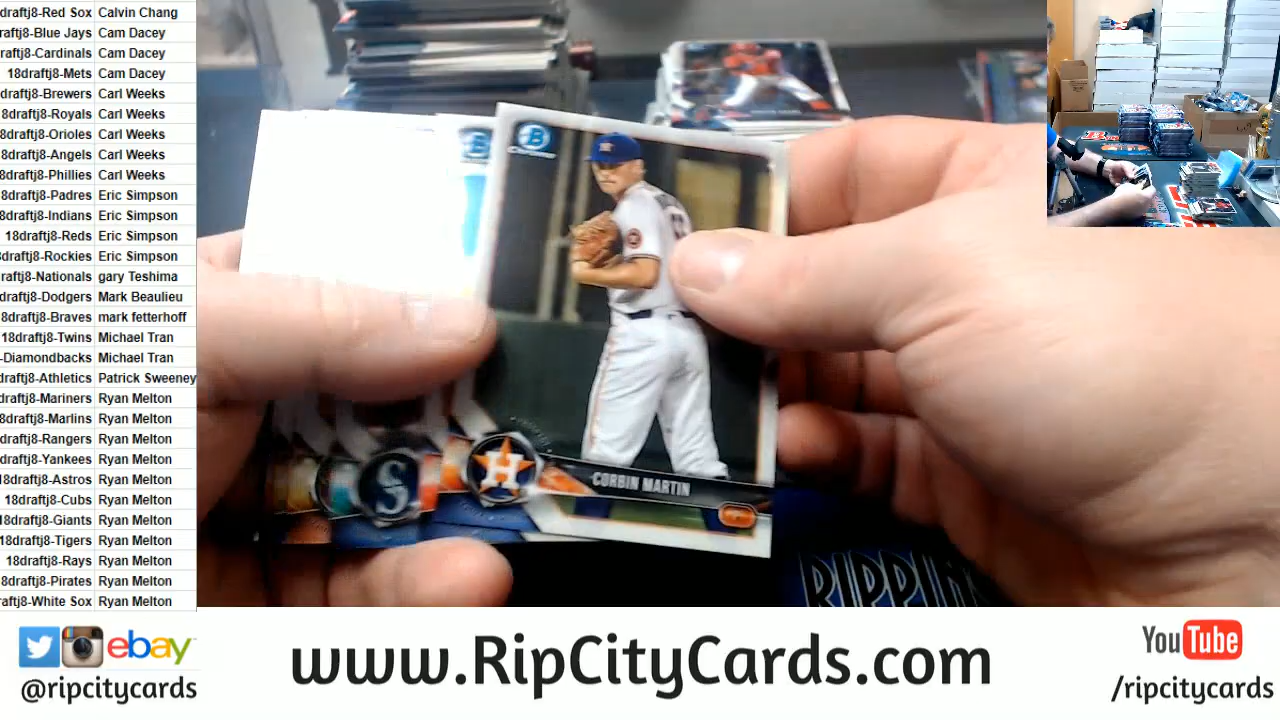 draftj8-Red Sox Calvin Chang
raftj8-Blue Jays Cam Dacey
raftj8-Cardinals Cam Dacey
18draftj8-Mets Cam Dacey
draftj8-Brewers Carl Weeks
8draftj8-Royals Carl Weeks
8draftj8-Orioles Carl Weeks
8draftj8-Angels Carl Weeks
8draftj8-Phillies Carl Weeks
8draftj8-Padres Eric Simpson
8draftj8-Indians Eric Simpson
18draftj8-Reds Eric Simpson
8draftj8-Rockies Eric Simpson
raftj8-Nationals gary Teshima
draftj8-Dodgers Mark Beaulieu
8draftj8-Braves mark fetterhoff
18draftj8-Twins Michael Tran
-Diamondbacks Michael Tran
raftj8-Athletics Patrick Sweeney
draftj8-Mariners Ryan Melton
8draftj8-Marlins Ryan Melton
draftj8-Rangers Ryan Melton
draftj8-Yankees Ryan Melton
18draftj8-Astros Ryan Melton
18draftj8-Cubs Ryan Melton
18draftj8-Giants Ryan Melton
18draftj8-Tigers Ryan Melton
18draftj8-Rays Ryan Melton
8draftj8-Pirates Ryan Melton
raftj8-White Sox Ryan Melton
B
Chrome
H
S
CORBIN MARTIN
RIPPIN
ebay
@ripcitycards
www.RipCityCards.com
YouTube
/ripcitycards